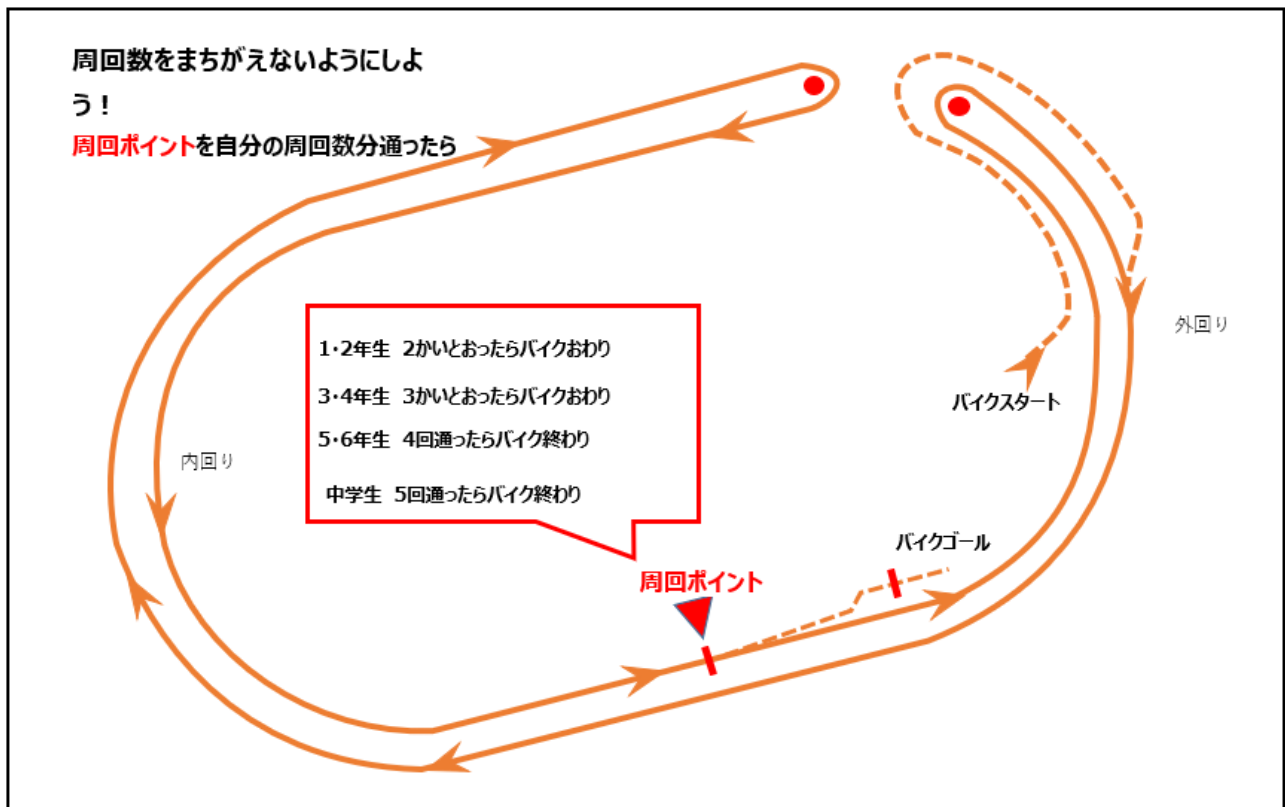 周回数をまちがえないようにしよ
う！
周回ポイントを自分の周回数分通ったら
外回り
1・2年生 2かいとおったらバイクおわり
3・4年生 3かいとおったらバイクおわり
バイクスタート
5・6年生 4回通ったらバイク終わり
内回り
中学生 5回通ったらバイク終わり
バイクゴール
周回ポイント